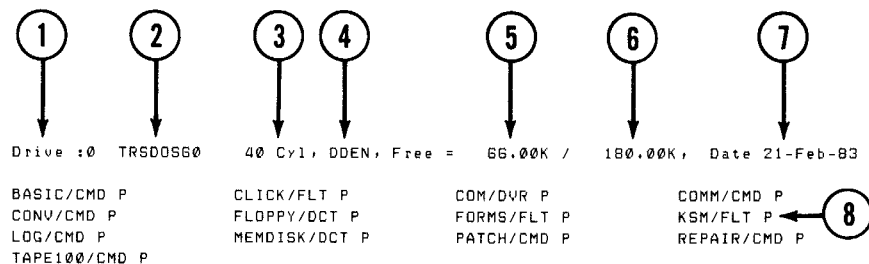 1 2 3 4 5 6 7
Drive :0 TRSDOS60 40 Cyl, DDEN, Free = 66.00K / 180.00K, Date 21-Feb-83
BASIC/CMD P CLICK/FLT P COM/DVR P COMM/CMD P
CONV/CMD P FLOPPY/DCT P FORMS/FLT P KSM/FLT P 8
LOG/CMD P MEMDISK/DCT P PATCH/CMD P REPAIR/CMD P
TAPE100/CMD P